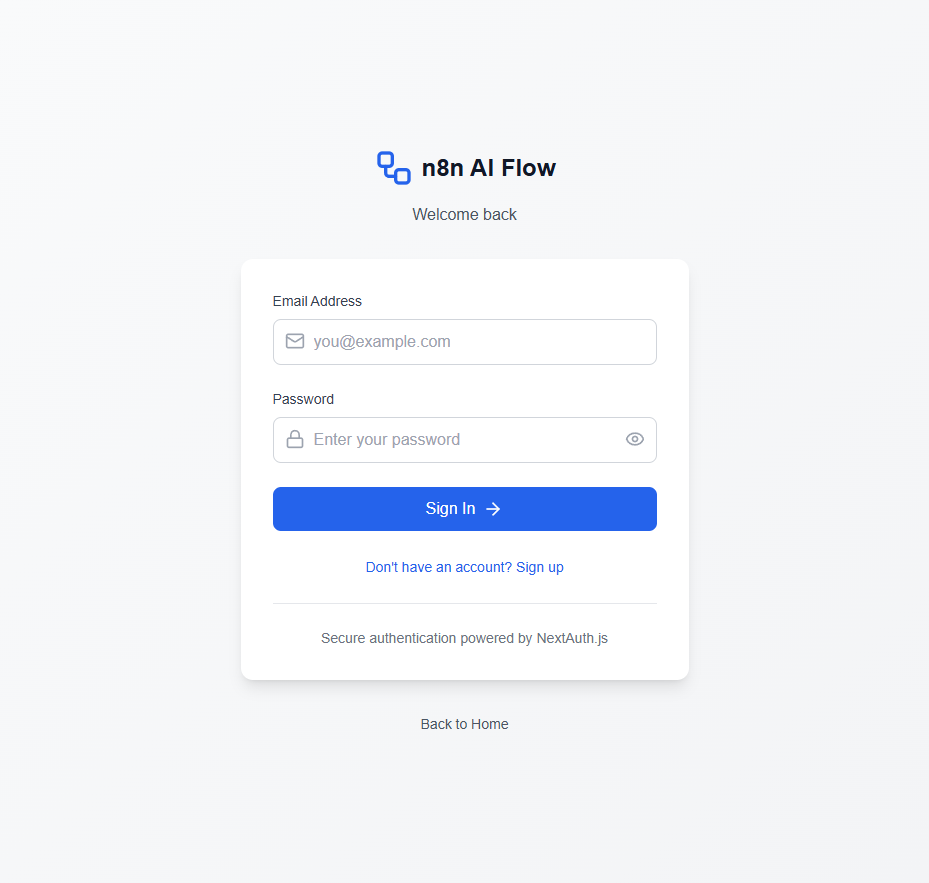 n8n AI Flow
Welcome back
Email Address
you@example.com
Password
Enter your password
Sign In
Don't have an account? Sign up
Secure authentication powered by NextAuth.js
Back to Home